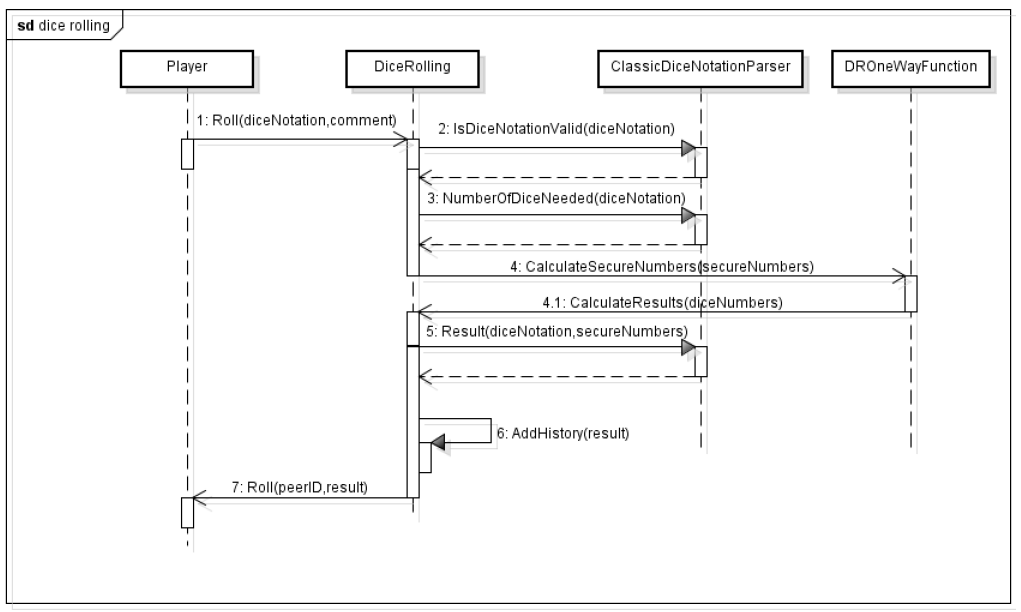 sd dice rolling
Player
DiceRolling
ClassicDiceNotationParser
DROneWayFunction
1: Roll(diceNotation,comment)
2: IsDiceNotationValid(diceNotation)
3: NumberOfDiceNeeded(diceNotation)
4: CalculateSecureNumbers(secureNumbers)
4.1: CalculateResults(diceNumbers)
5: Result(diceNotation,secureNumbers)
6: AddHistory(result)
7: Roll(peerID,result)